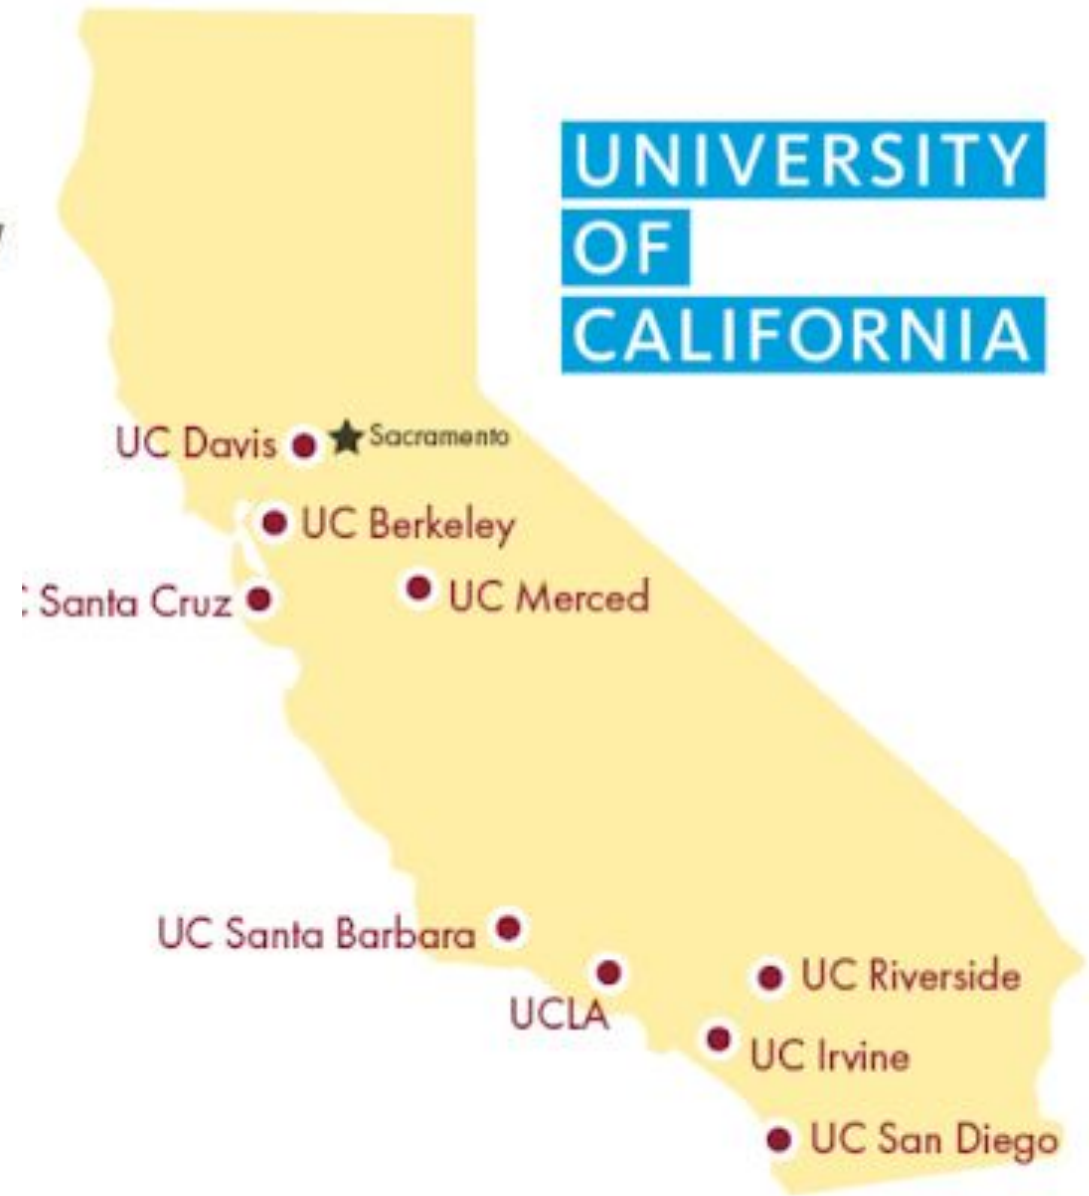 UNIVERSITY
OF
CALIFORNIA
UC Davis
Sacramento
UC Berkeley
Santa Cruz
UC Merced
UC Santa Barbara
UCLA
UC Riverside
UC Irvine
UC San Diego